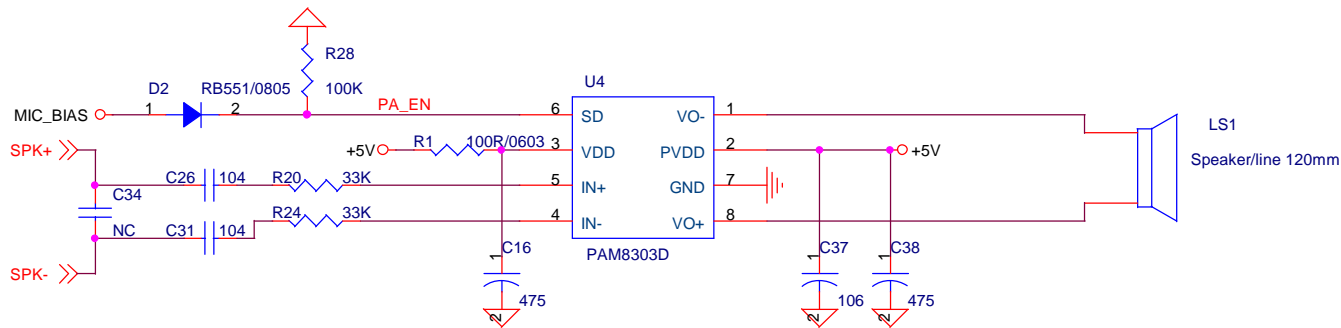 R28
100K
U4
D2 RB551/0805
MIC_BIAS 1 2 PA_EN 6 SD VO- 1
LS1
SPK+ +5V R1 100R/0603 3 VDD PVDD 2 +5V
Speaker/line 120mm
C26 104 R20 33K 5 IN+ GND 7
C34
R24 33K 4 IN- VO+ 8
NC C31 104
C16 C37 C38
SPK- PAM8303D
1 1 1
475 106 475
2 2 2